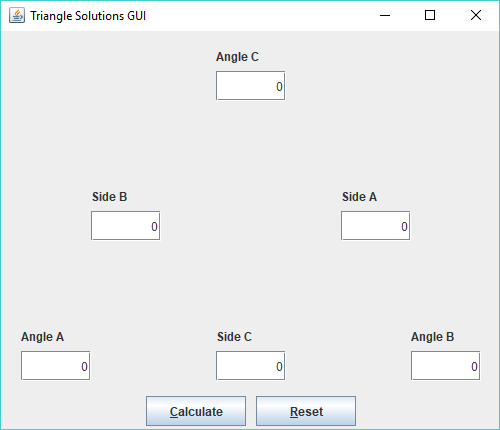 Triangle Solutions GUI
Angle C
0
Side B Side A
0 0
Angle A Side C Angle B
0 0 0
Calculate Reset